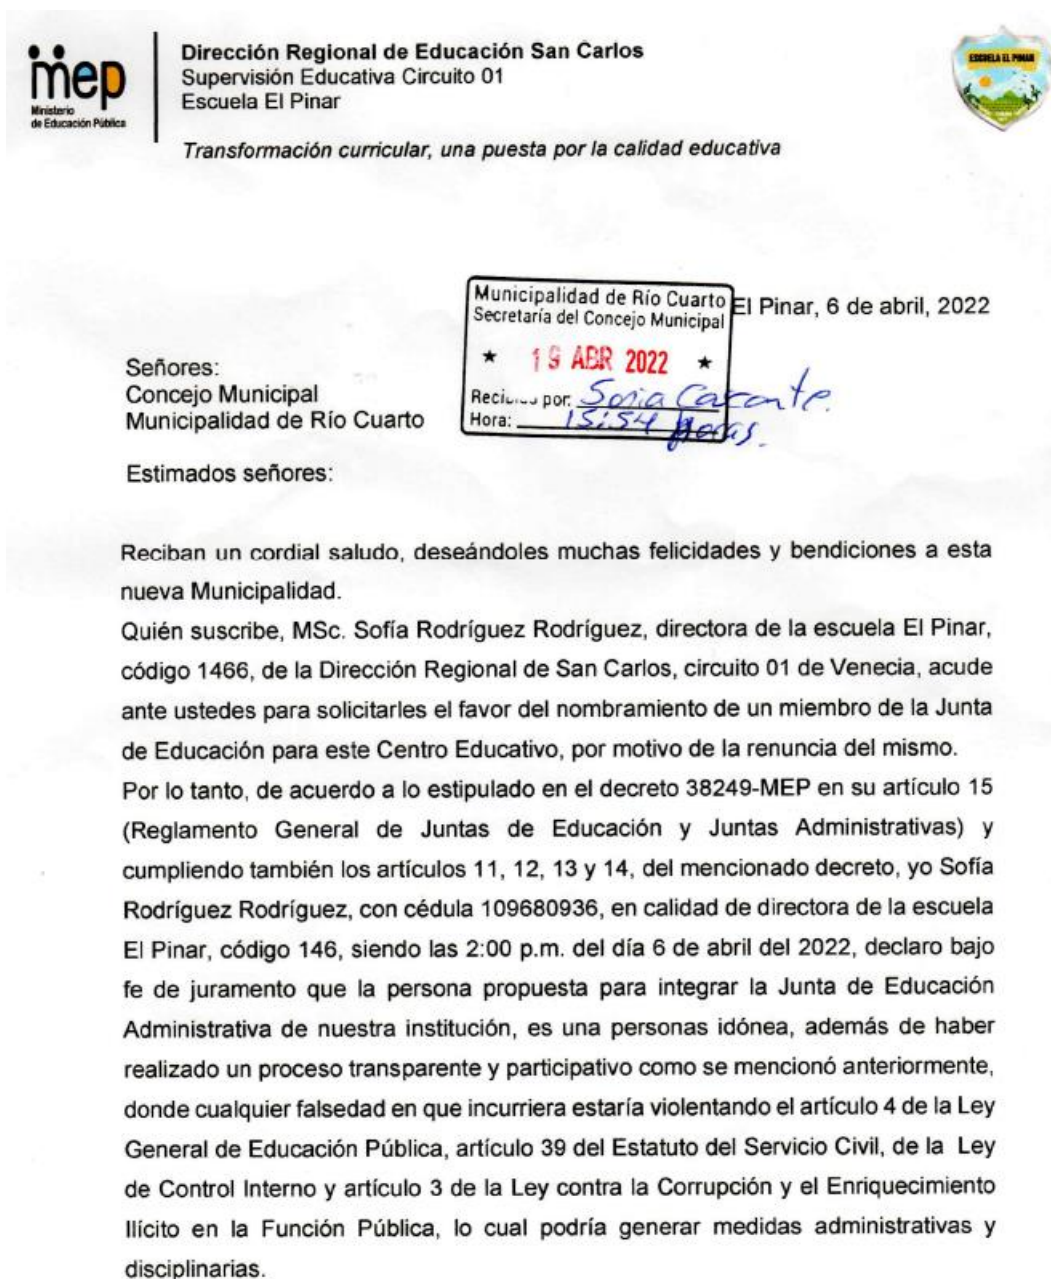 mep
Ministerio
de Educación Pública
Dirección Regional de Educación San Carlos
Supervisión Educativa Circuito 01
Escuela El Pinar
Transformación curricular, una puesta por la calidad educativa
ESCUELA EL PINAR
Municipalidad de Río Cuarto
Secretaría del Concejo Municipal
★ 19 ABR 2022 ★
Recibido por: Sonia Cascante.
Hora: 15:54 horas.
El Pinar, 6 de abril, 2022
Señores:
Concejo Municipal
Municipalidad de Río Cuarto
Estimados señores:
Reciban un cordial saludo, deseándoles muchas felicidades y bendiciones a esta
nueva Municipalidad.
Quién suscribe, MSc. Sofía Rodríguez Rodríguez, directora de la escuela El Pinar,
código 1466, de la Dirección Regional de San Carlos, circuito 01 de Venecia, acude
ante ustedes para solicitarles el favor del nombramiento de un miembro de la Junta
de Educación para este Centro Educativo, por motivo de la renuncia del mismo.
Por lo tanto, de acuerdo a lo estipulado en el decreto 38249-MEP en su artículo 15
(Reglamento General de Juntas de Educación y Juntas Administrativas) y
cumpliendo también los artículos 11, 12, 13 y 14, del mencionado decreto, yo Sofía
Rodríguez Rodríguez, con cédula 109680936, en calidad de directora de la escuela
El Pinar, código 146, siendo las 2:00 p.m. del día 6 de abril del 2022, declaro bajo
fe de juramento que la persona propuesta para integrar la Junta de Educación
Administrativa de nuestra institución, es una personas idónea, además de haber
realizado un proceso transparente y participativo como se mencionó anteriormente,
donde cualquier falsedad en que incurriera estaría violentando el artículo 4 de la Ley
General de Educación Pública, artículo 39 del Estatuto del Servicio Civil, de la Ley
de Control Interno y artículo 3 de la Ley contra la Corrupción y el Enriquecimiento
Ilícito en la Función Pública, lo cual podría generar medidas administrativas y
disciplinarias.